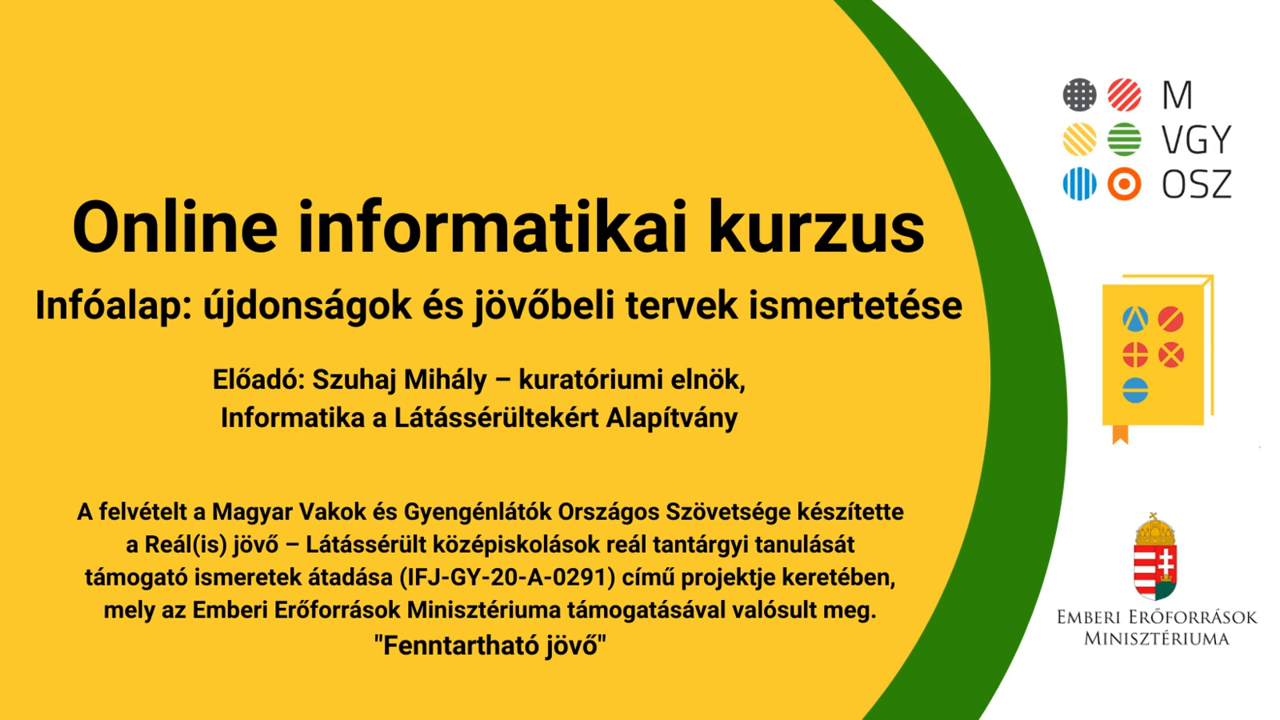 Online informatikai kurzus
Infóalap: újdonságok és jövőbeli tervek ismertetése
Előadó: Szuhaj Mihály – kuratóriumi elnök,
Informatika a Látássérültekért Alapítvány
A felvételt a Magyar Vakok és Gyengénlátók Országos Szövetsége készítette
a Reál(is) jövő – Látássérült középiskolások reál tantárgyi tanulását
támogató ismeretek átadása (IFJ-GY-20-A-0291) című projektje keretében,
mely az Emberi Erőforrások Minisztériuma támogatásával valósult meg.
"Fenntartható jövő"
M
VGY
OSZ
EMBERI ERŐFORRÁSOK
MINISZTÉRIUMA